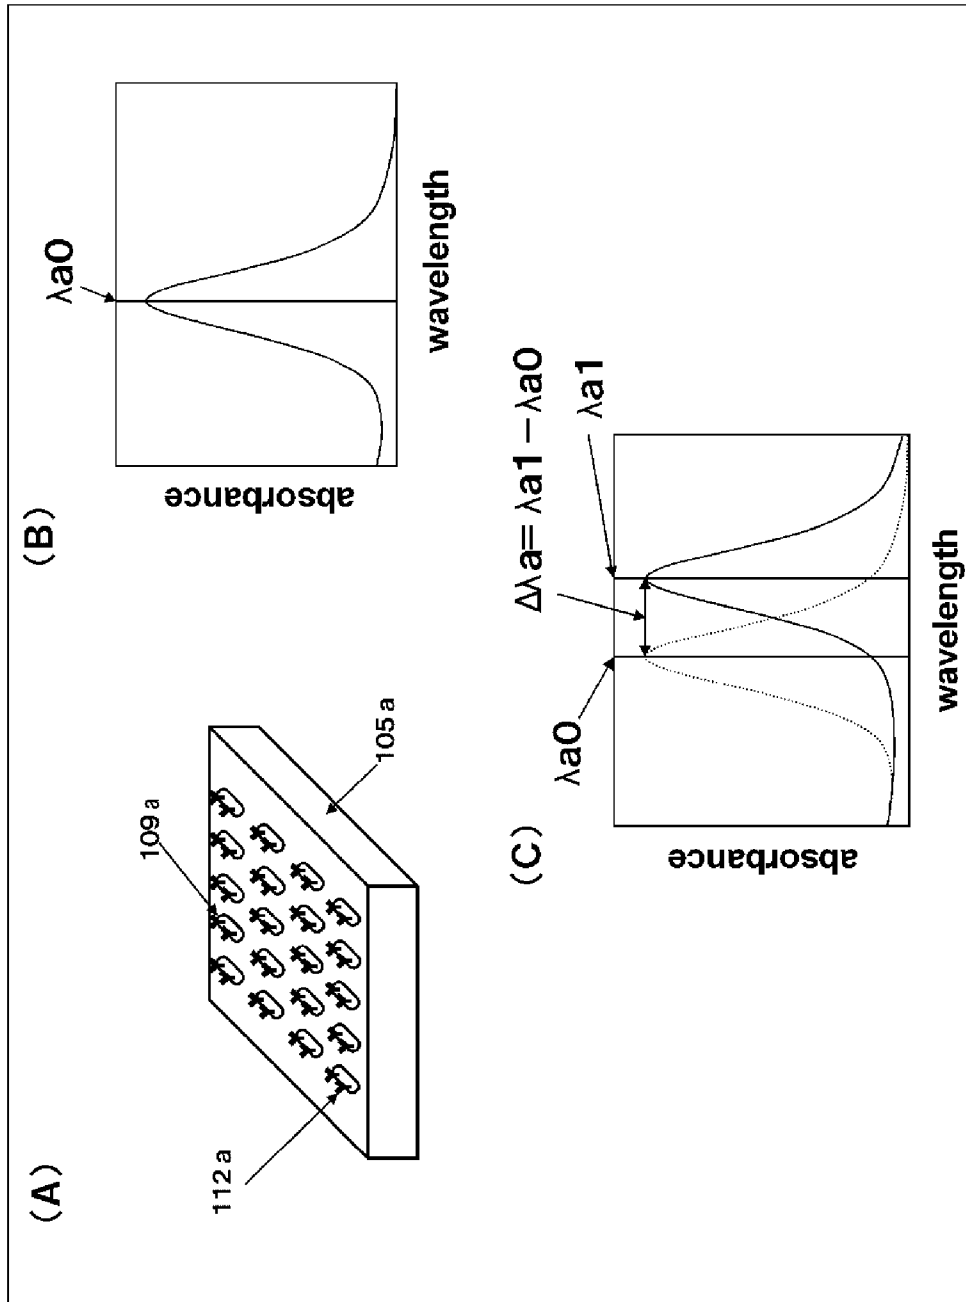 (A)
109a
105a
112a
(B)
λa0
absorbance
wavelength
(C)
Δλa=λa1−λa0
λa0
λa1
absorbance
wavelength